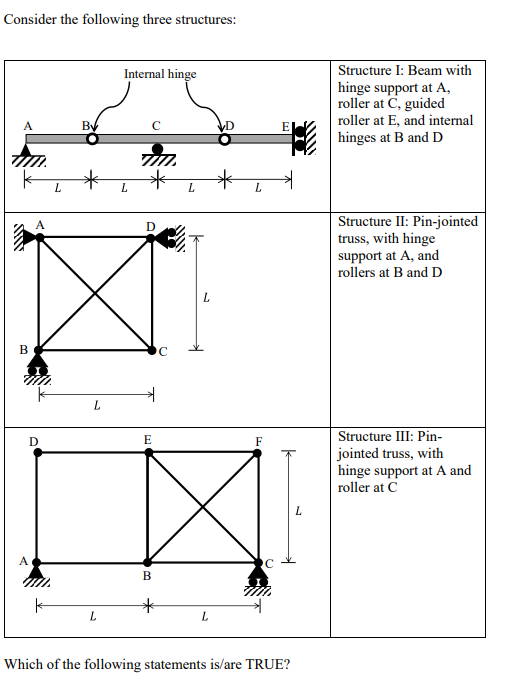 Consider the following three structures:
Internal hinge
A B C D E
L L L L
Structure I: Beam with
hinge support at A,
roller at C, guided
roller at E, and internal
hinges at B and D
A D
L
B C
L
Structure II: Pin-jointed
truss, with hinge
support at A, and
rollers at B and D
D E F
L
A B C
L L
Structure III: Pin-
jointed truss, with
hinge support at A and
roller at C
Which of the following statements is/are TRUE?